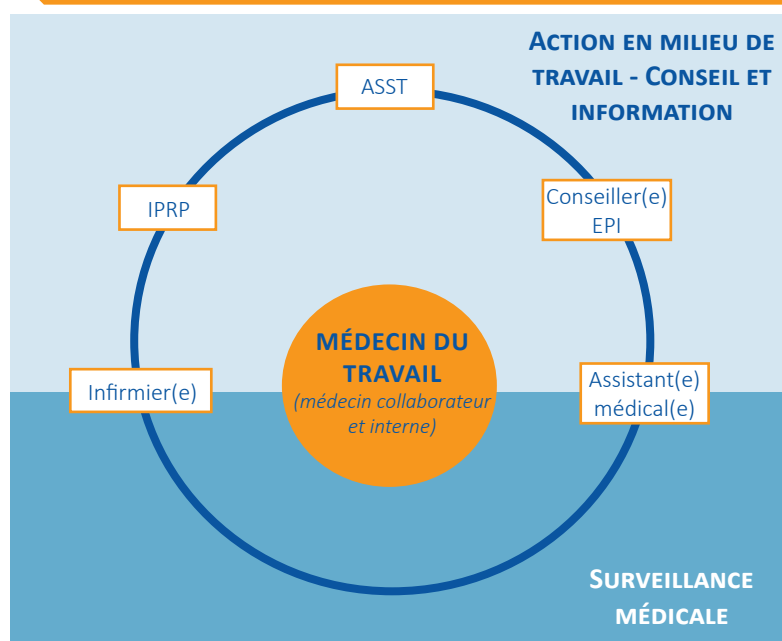 ACTION EN MILIEU DE
TRAVAIL - CONSEIL ET
INFORMATION
ASST
IPRP
Conseiller(e)
EPI
MÉDECIN DU
TRAVAIL
(médecin collaborateur
et interne)
Infirmier(e)
Assistant(e)
médical(e)
SURVEILLANCE
MÉDICALE